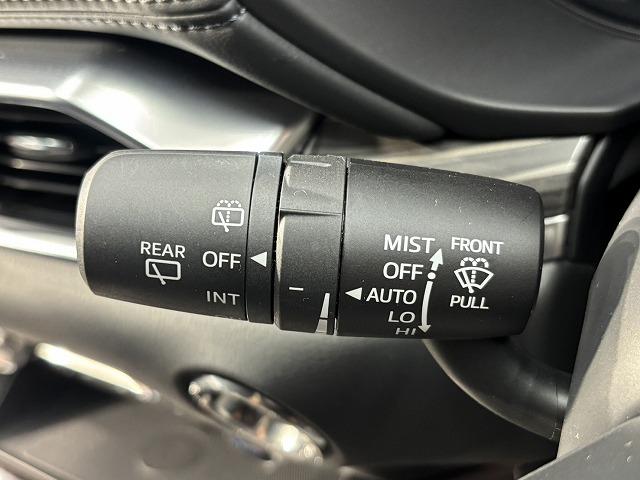 REAR
OFF
INT
MIST
OFF
AUTO
LO
HI
FRONT
PULL